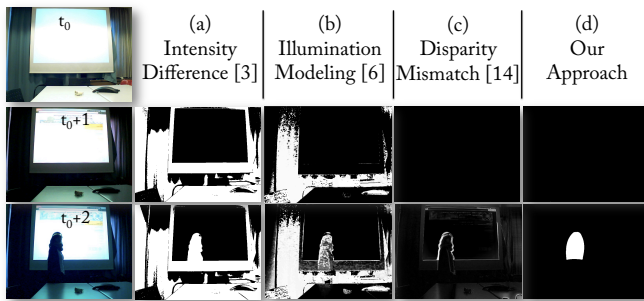 t0
(a)
Intensity
Difference [3]
(b)
Illumination
Modeling [6]
(c)
Disparity
Mismatch [14]
(d)
Our
Approach
t0+1
t0+2